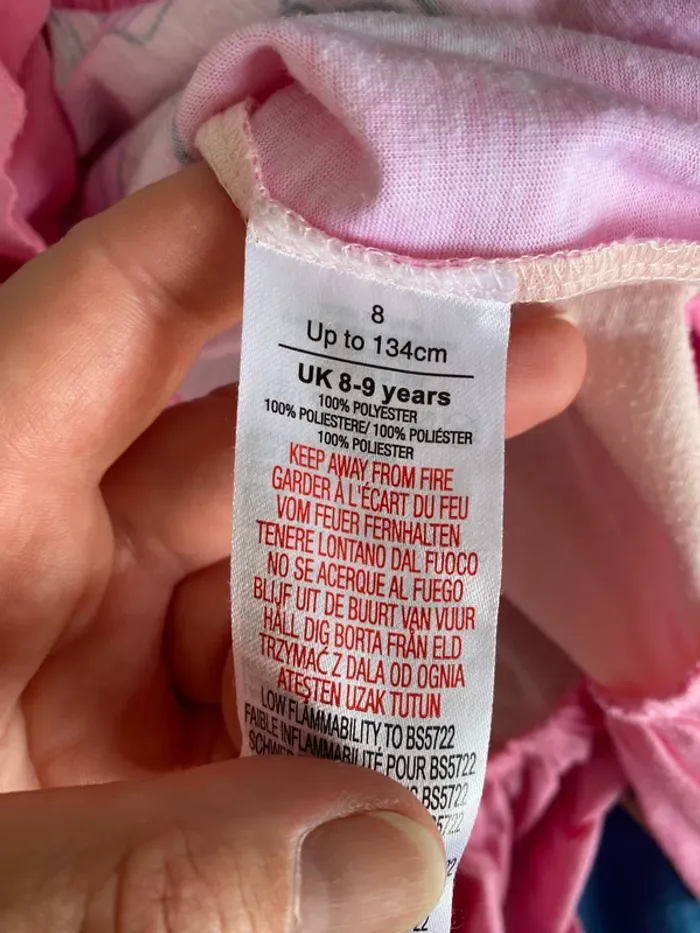 8
Up to 134cm
UK 8-9 years
100% POLYESTER
100% POLIESTERE/ 100% POLIÉSTER
100% POLIESTER
KEEP AWAY FROM FIRE
GARDER À L'ÉCART DU FEU
VOM FEUER FERNHALTEN
TENERE LONTANO DAL FUOCO
NO SE ACERQUE AL FUEGO
BLIJF UIT DE BUURT VAN VUUR
HÅLL DIG BORTA FRÅN ELD
TRZYMAĆ Z DALA OD OGNIA
ATEŞTEN UZAK TUTUN
LOW FLAMMABILITY TO BS5722
FAIBLE INFLAMMABILITÉ POUR BS5722
BS5722